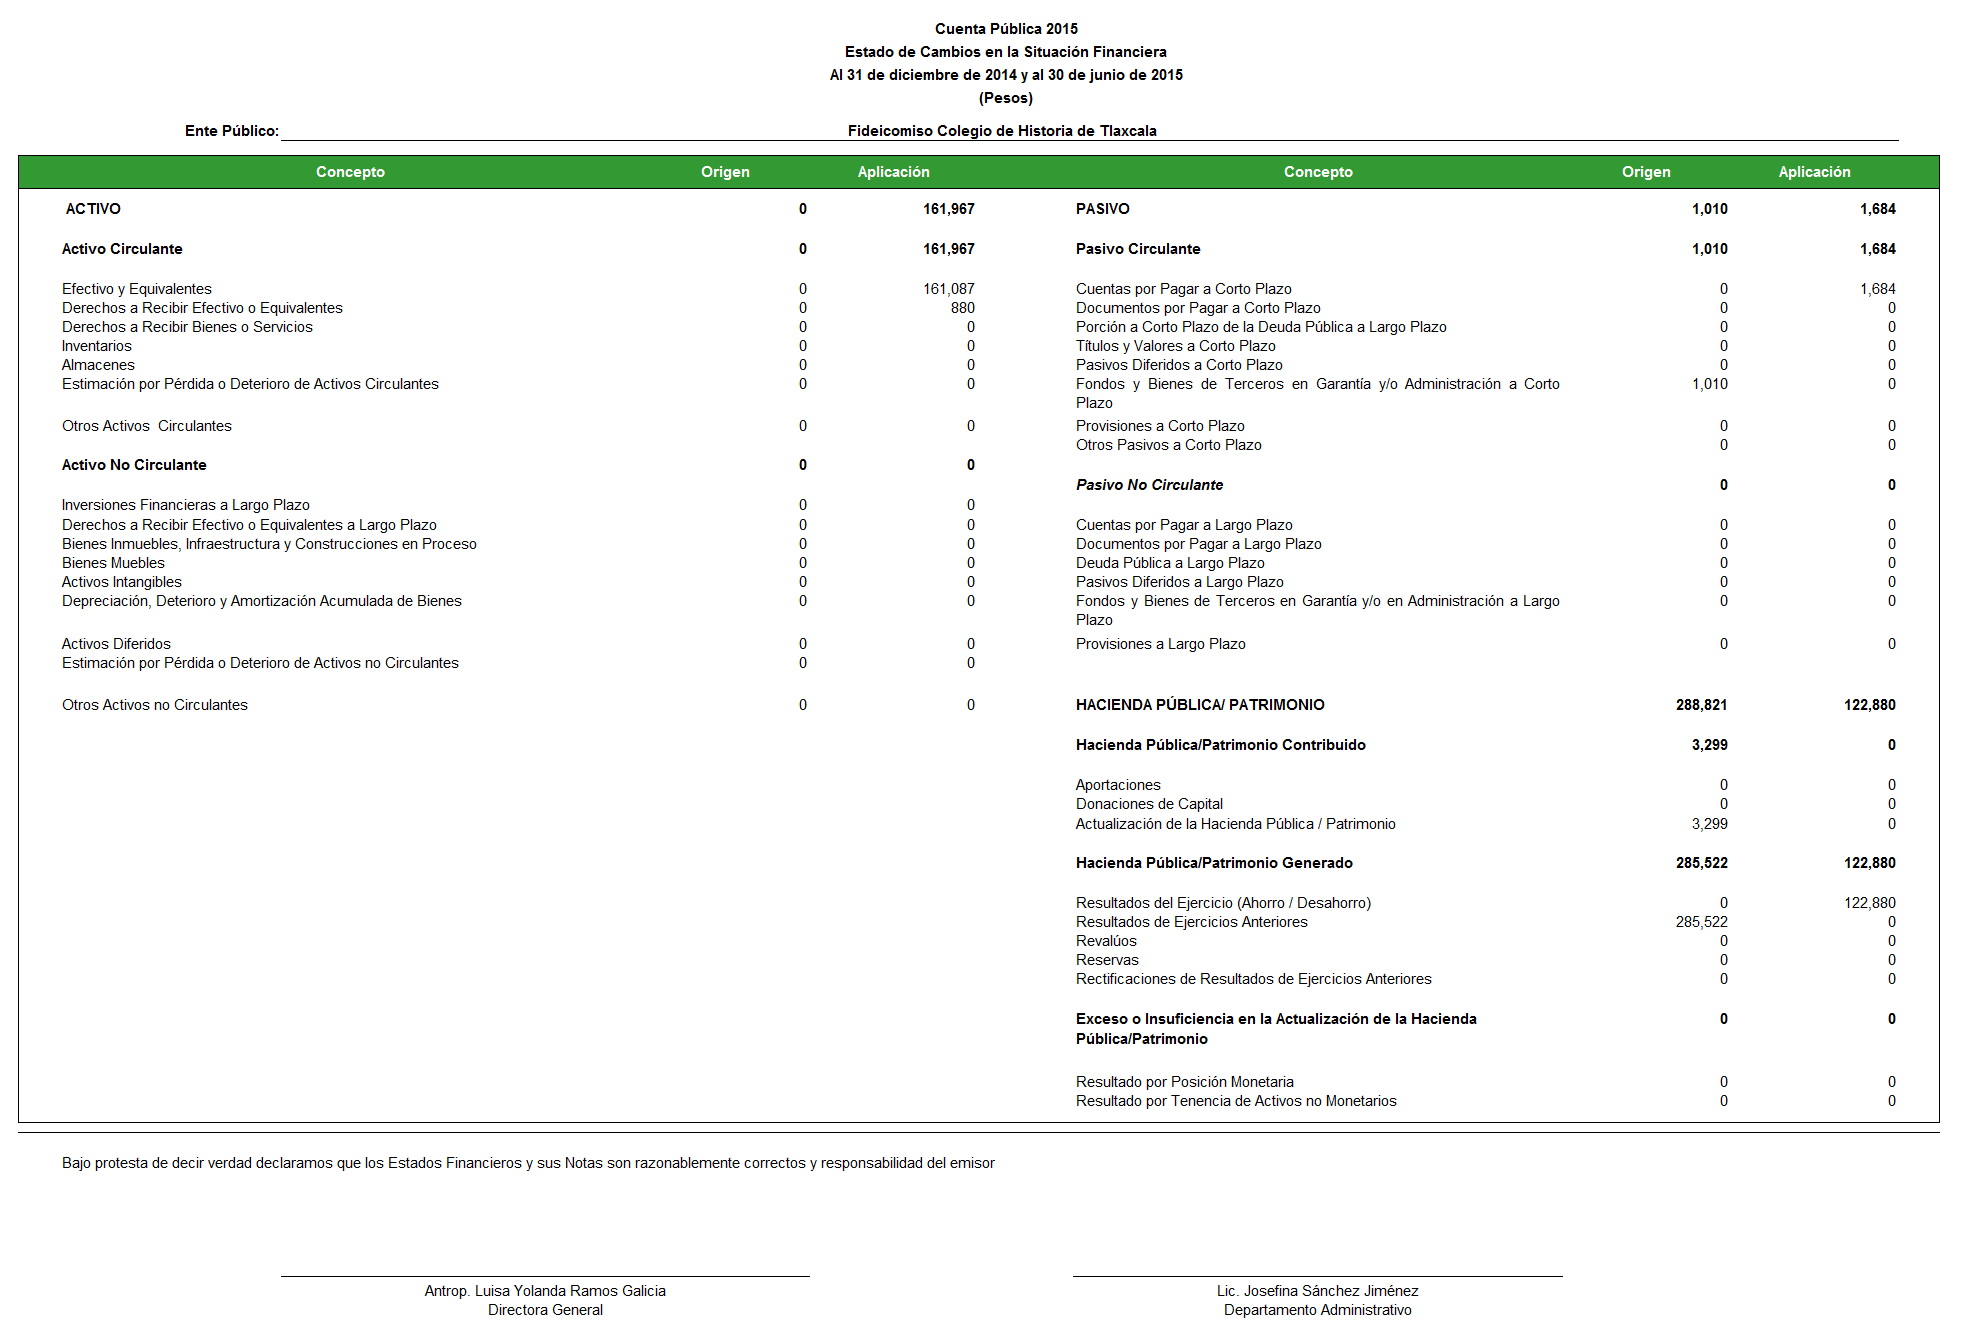 Cuenta Pública 2015
Estado de Cambios en la Situación Financiera
Al 31 de diciembre de 2014 y al 30 de junio de 2015
(Pesos)
Ente Público: Fideicomiso Colegio de Historia de Tlaxcala
Concepto Origen Aplicación Concepto Origen Aplicación
ACTIVO 0 161,967 PASIVO 1,010 1,684
Activo Circulante 0 161,967 Pasivo Circulante 1,010 1,684
Efectivo y Equivalentes 0 161,087 Cuentas por Pagar a Corto Plazo 0 1,684
Derechos a Recibir Efectivo o Equivalentes 0 880 Documentos por Pagar a Corto Plazo 0 0
Derechos a Recibir Bienes o Servicios 0 0 Porción a Corto Plazo de la Deuda Pública a Largo Plazo 0 0
Inventarios 0 0 Títulos y Valores a Corto Plazo 0 0
Almacenes 0 0 Pasivos Diferidos a Corto Plazo 0 0
Estimación por Pérdida o Deterioro de Activos Circulantes 0 0 Fondos y Bienes de Terceros en Garantía y/o Administración a Corto 1,010 0
Plazo
Otros Activos Circulantes 0 0 Provisiones a Corto Plazo 0 0
Otros Pasivos a Corto Plazo 0 0
Activo No Circulante 0 0
Pasivo No Circulante 0 0
Inversiones Financieras a Largo Plazo 0 0
Derechos a Recibir Efectivo o Equivalentes a Largo Plazo 0 0 Cuentas por Pagar a Largo Plazo 0 0
Bienes Inmuebles, Infraestructura y Construcciones en Proceso 0 0 Documentos por Pagar a Largo Plazo 0 0
Bienes Muebles 0 0 Deuda Pública a Largo Plazo 0 0
Activos Intangibles 0 0 Pasivos Diferidos a Largo Plazo 0 0
Depreciación, Deterioro y Amortización Acumulada de Bienes 0 0 Fondos y Bienes de Terceros en Garantía y/o en Administración a Largo 0 0
Plazo
Activos Diferidos 0 0 Provisiones a Largo Plazo 0 0
Estimación por Pérdida o Deterioro de Activos no Circulantes 0 0
Otros Activos no Circulantes 0 0 HACIENDA PÚBLICA/ PATRIMONIO 288,821 122,880
Hacienda Pública/Patrimonio Contribuido 3,299 0
Aportaciones 0 0
Donaciones de Capital 0 0
Actualización de la Hacienda Pública / Patrimonio 3,299 0
Hacienda Pública/Patrimonio Generado 285,522 122,880
Resultados del Ejercicio (Ahorro / Desahorro) 0 122,880
Resultados de Ejercicios Anteriores 285,522 0
Revalúos 0 0
Reservas 0 0
Rectificaciones de Resultados de Ejercicios Anteriores 0 0
Exceso o Insuficiencia en la Actualización de la Hacienda 0 0
Pública/Patrimonio
Resultado por Posición Monetaria 0 0
Resultado por Tenencia de Activos no Monetarios 0 0
Bajo protesta de decir verdad declaramos que los Estados Financieros y sus Notas son razonablemente correctos y responsabilidad del emisor
Antrop. Luisa Yolanda Ramos Galicia Lic. Josefina Sánchez Jiménez
Directora General Departamento Administrativo